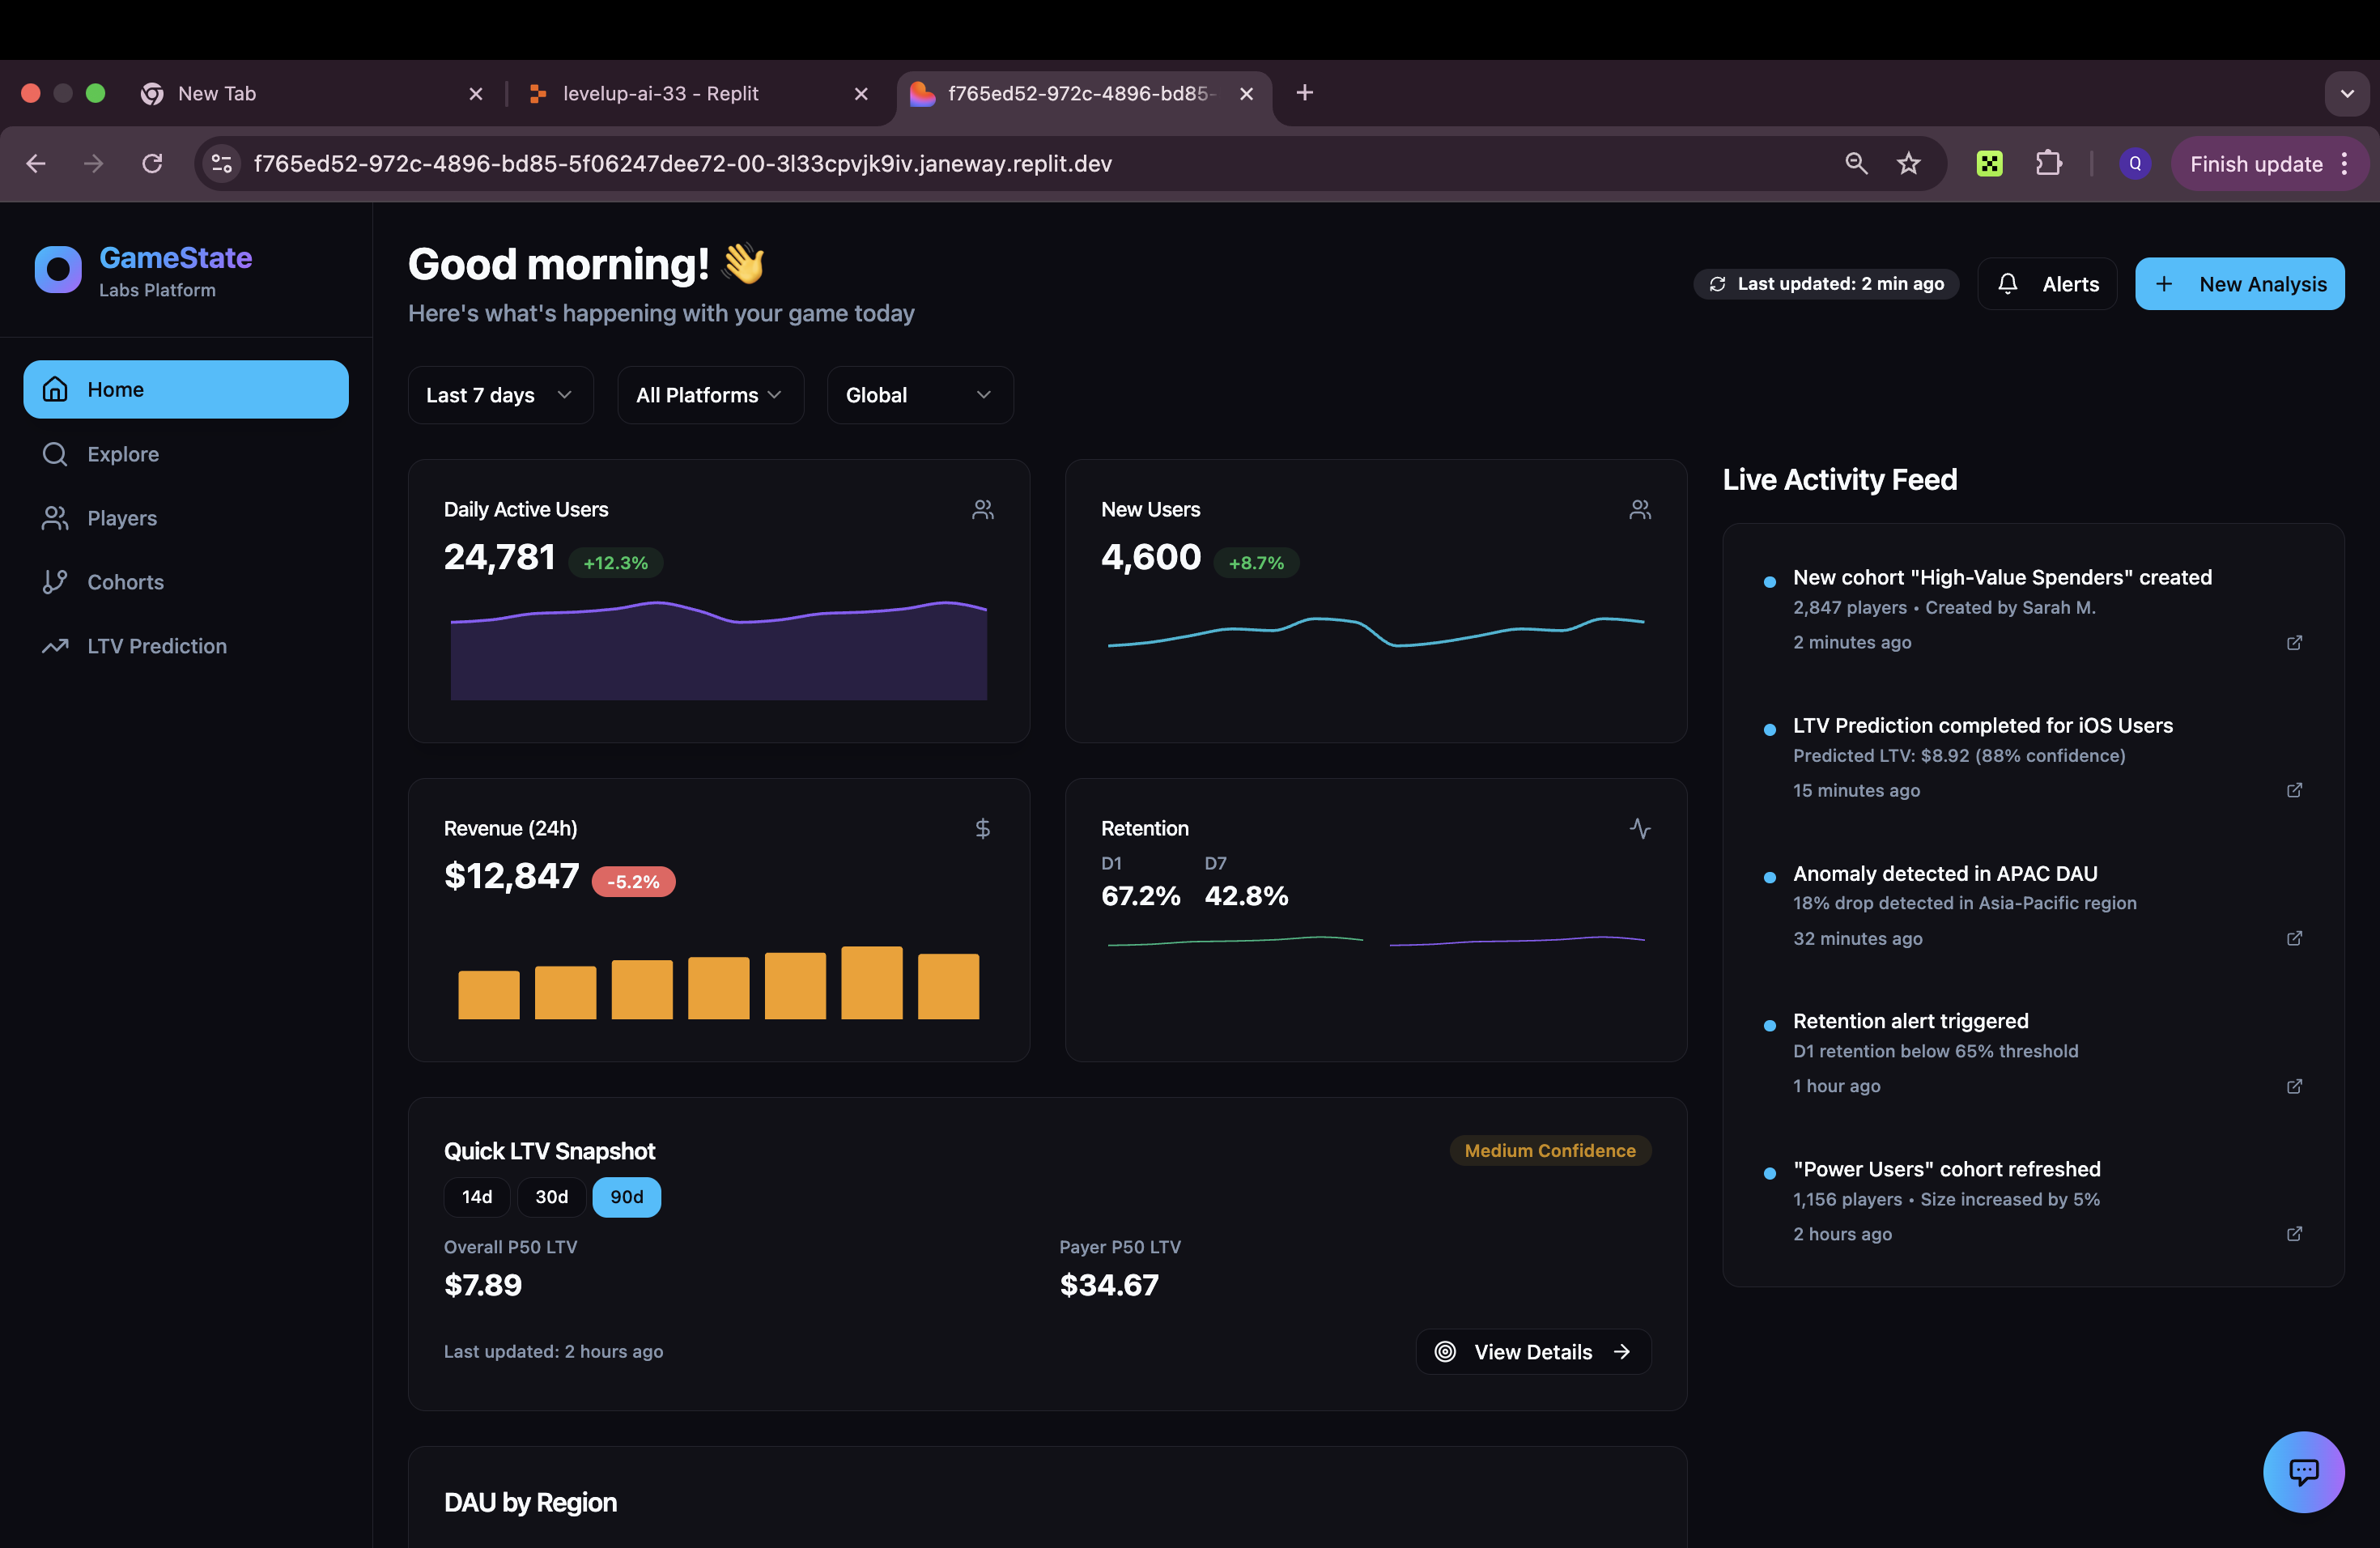 New Tab
levelup-ai-33 - Replit
f765ed52-972c-4896-bd85-
f765ed52-972c-4896-bd85-5f06247dee72-00-3l33cpvjk9iv.janeway.replit.dev
Q
Finish update
GameState
Labs Platform
Home
Explore
Players
Cohorts
LTV Prediction
Good morning! 👋
Here's what's happening with your game today
Last updated: 2 min ago
Alerts
+ New Analysis
Last 7 days
All Platforms
Global
Daily Active Users
24,781 +12.3%
New Users
4,600 +8.7%
Revenue (24h)
$12,847 -5.2%
Retention
D1 D7
67.2% 42.8%
Quick LTV Snapshot
Medium Confidence
14d 30d 90d
Overall P50 LTV
$7.89
Payer P50 LTV
$34.67
Last updated: 2 hours ago
View Details
DAU by Region
Live Activity Feed
New cohort "High-Value Spenders" created
2,847 players • Created by Sarah M.
2 minutes ago
LTV Prediction completed for iOS Users
Predicted LTV: $8.92 (88% confidence)
15 minutes ago
Anomaly detected in APAC DAU
18% drop detected in Asia-Pacific region
32 minutes ago
Retention alert triggered
D1 retention below 65% threshold
1 hour ago
"Power Users" cohort refreshed
1,156 players • Size increased by 5%
2 hours ago